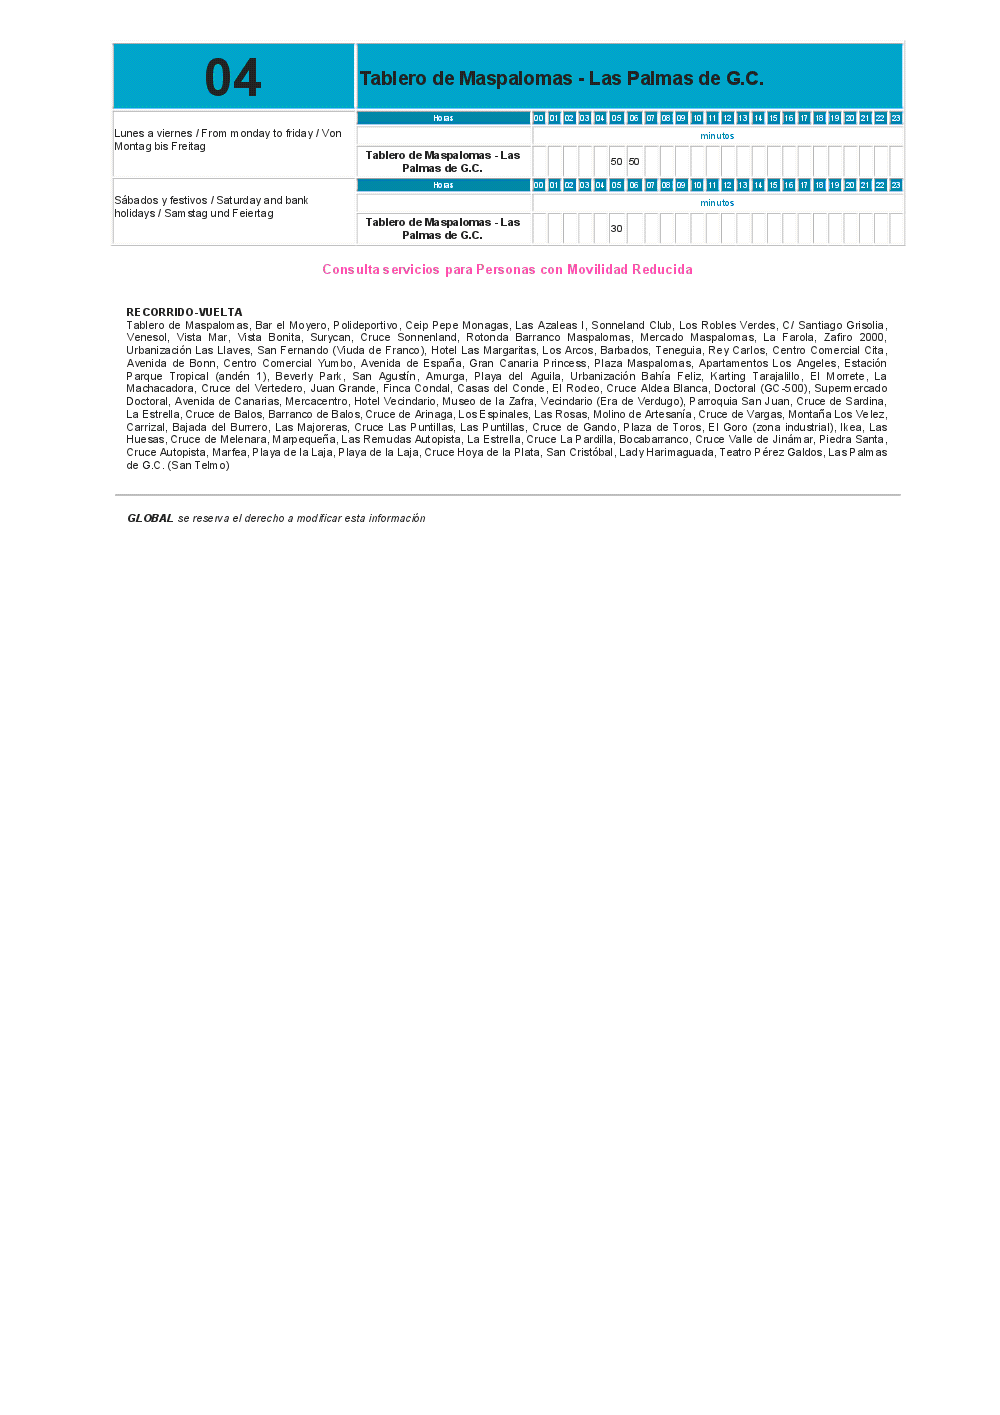 04
Tablero de Maspalomas - Las Palmas de G.C.
Lunes a viernes / From monday to friday / Von
Montag bis Freitag
Horas 00 01 02 03 04 05 06 07 08 09 10 11 12 13 14 15 16 17 18 19 20 21 22 23
minutos
Tablero de Maspalomas - Las
Palmas de G.C.
50 50
Sábados y festivos / Saturday and bank
holidays / Samstag und Feiertag
Horas 00 01 02 03 04 05 06 07 08 09 10 11 12 13 14 15 16 17 18 19 20 21 22 23
minutos
Tablero de Maspalomas - Las
Palmas de G.C.
30
Consulta servicios para Personas con Movilidad Reducida
RECORRIDO-VUELTA
Tablero de Maspalomas, Bar el Moyero, Polideportivo, Ceip Pepe Monagas, Las Azaleas I, Sonneland Club, Los Robles Verdes, C/ Santiago Grisolia,
Venesol, Vista Mar, Vista Bonita, Surycan, Cruce Sonnenland, Rotonda Barranco Maspalomas, Mercado Maspalomas, La Farola, Zafiro 2000,
Urbanización Las Llaves, San Fernando (Viuda de Franco), Hotel Las Margaritas, Los Arcos, Barbados, Teneguia, Rey Carlos, Centro Comercial Cita,
Avenida de Bonn, Centro Comercial Yumbo, Avenida de España, Gran Canaria Princess, Plaza Maspalomas, Apartamentos Los Angeles, Estación
Parque Tropical (andén 1), Beverly Park, San Agustín, Amurga, Playa del Aguila, Urbanización Bahía Feliz, Karting Tarajalillo, El Morrete, La
Machacadora, Cruce del Vertedero, Juan Grande, Finca Condal, Casas del Conde, El Rodeo, Cruce Aldea Blanca, Doctoral (GC-500), Supermercado
Doctoral, Avenida de Canarias, Mercacentro, Hotel Vecindario, Museo de la Zafra, Vecindario (Era de Verdugo), Parroquia San Juan, Cruce de Sardina,
La Estrella, Cruce de Balos, Barranco de Balos, Cruce de Arinaga, Los Espinales, Las Rosas, Molino de Artesanía, Cruce de Vargas, Montaña Los Velez,
Carrizal, Bajada del Burrero, Las Majoreras, Cruce Las Puntillas, Las Puntillas, Cruce de Gando, Plaza de Toros, El Goro (zona industrial), Ikea, Las
Huesas, Cruce de Melenara, Marpequeña, Las Remudas Autopista, La Estrella, Cruce La Pardilla, Bocabarranco, Cruce Valle de Jinámar, Piedra Santa,
Cruce Autopista, Marfea, Playa de la Laja, Playa de la Laja, Cruce Hoya de la Plata, San Cristóbal, Lady Harimaguada, Teatro Pérez Galdos, Las Palmas
de G.C. (San Telmo)
GLOBAL se reserva el derecho a modificar esta información